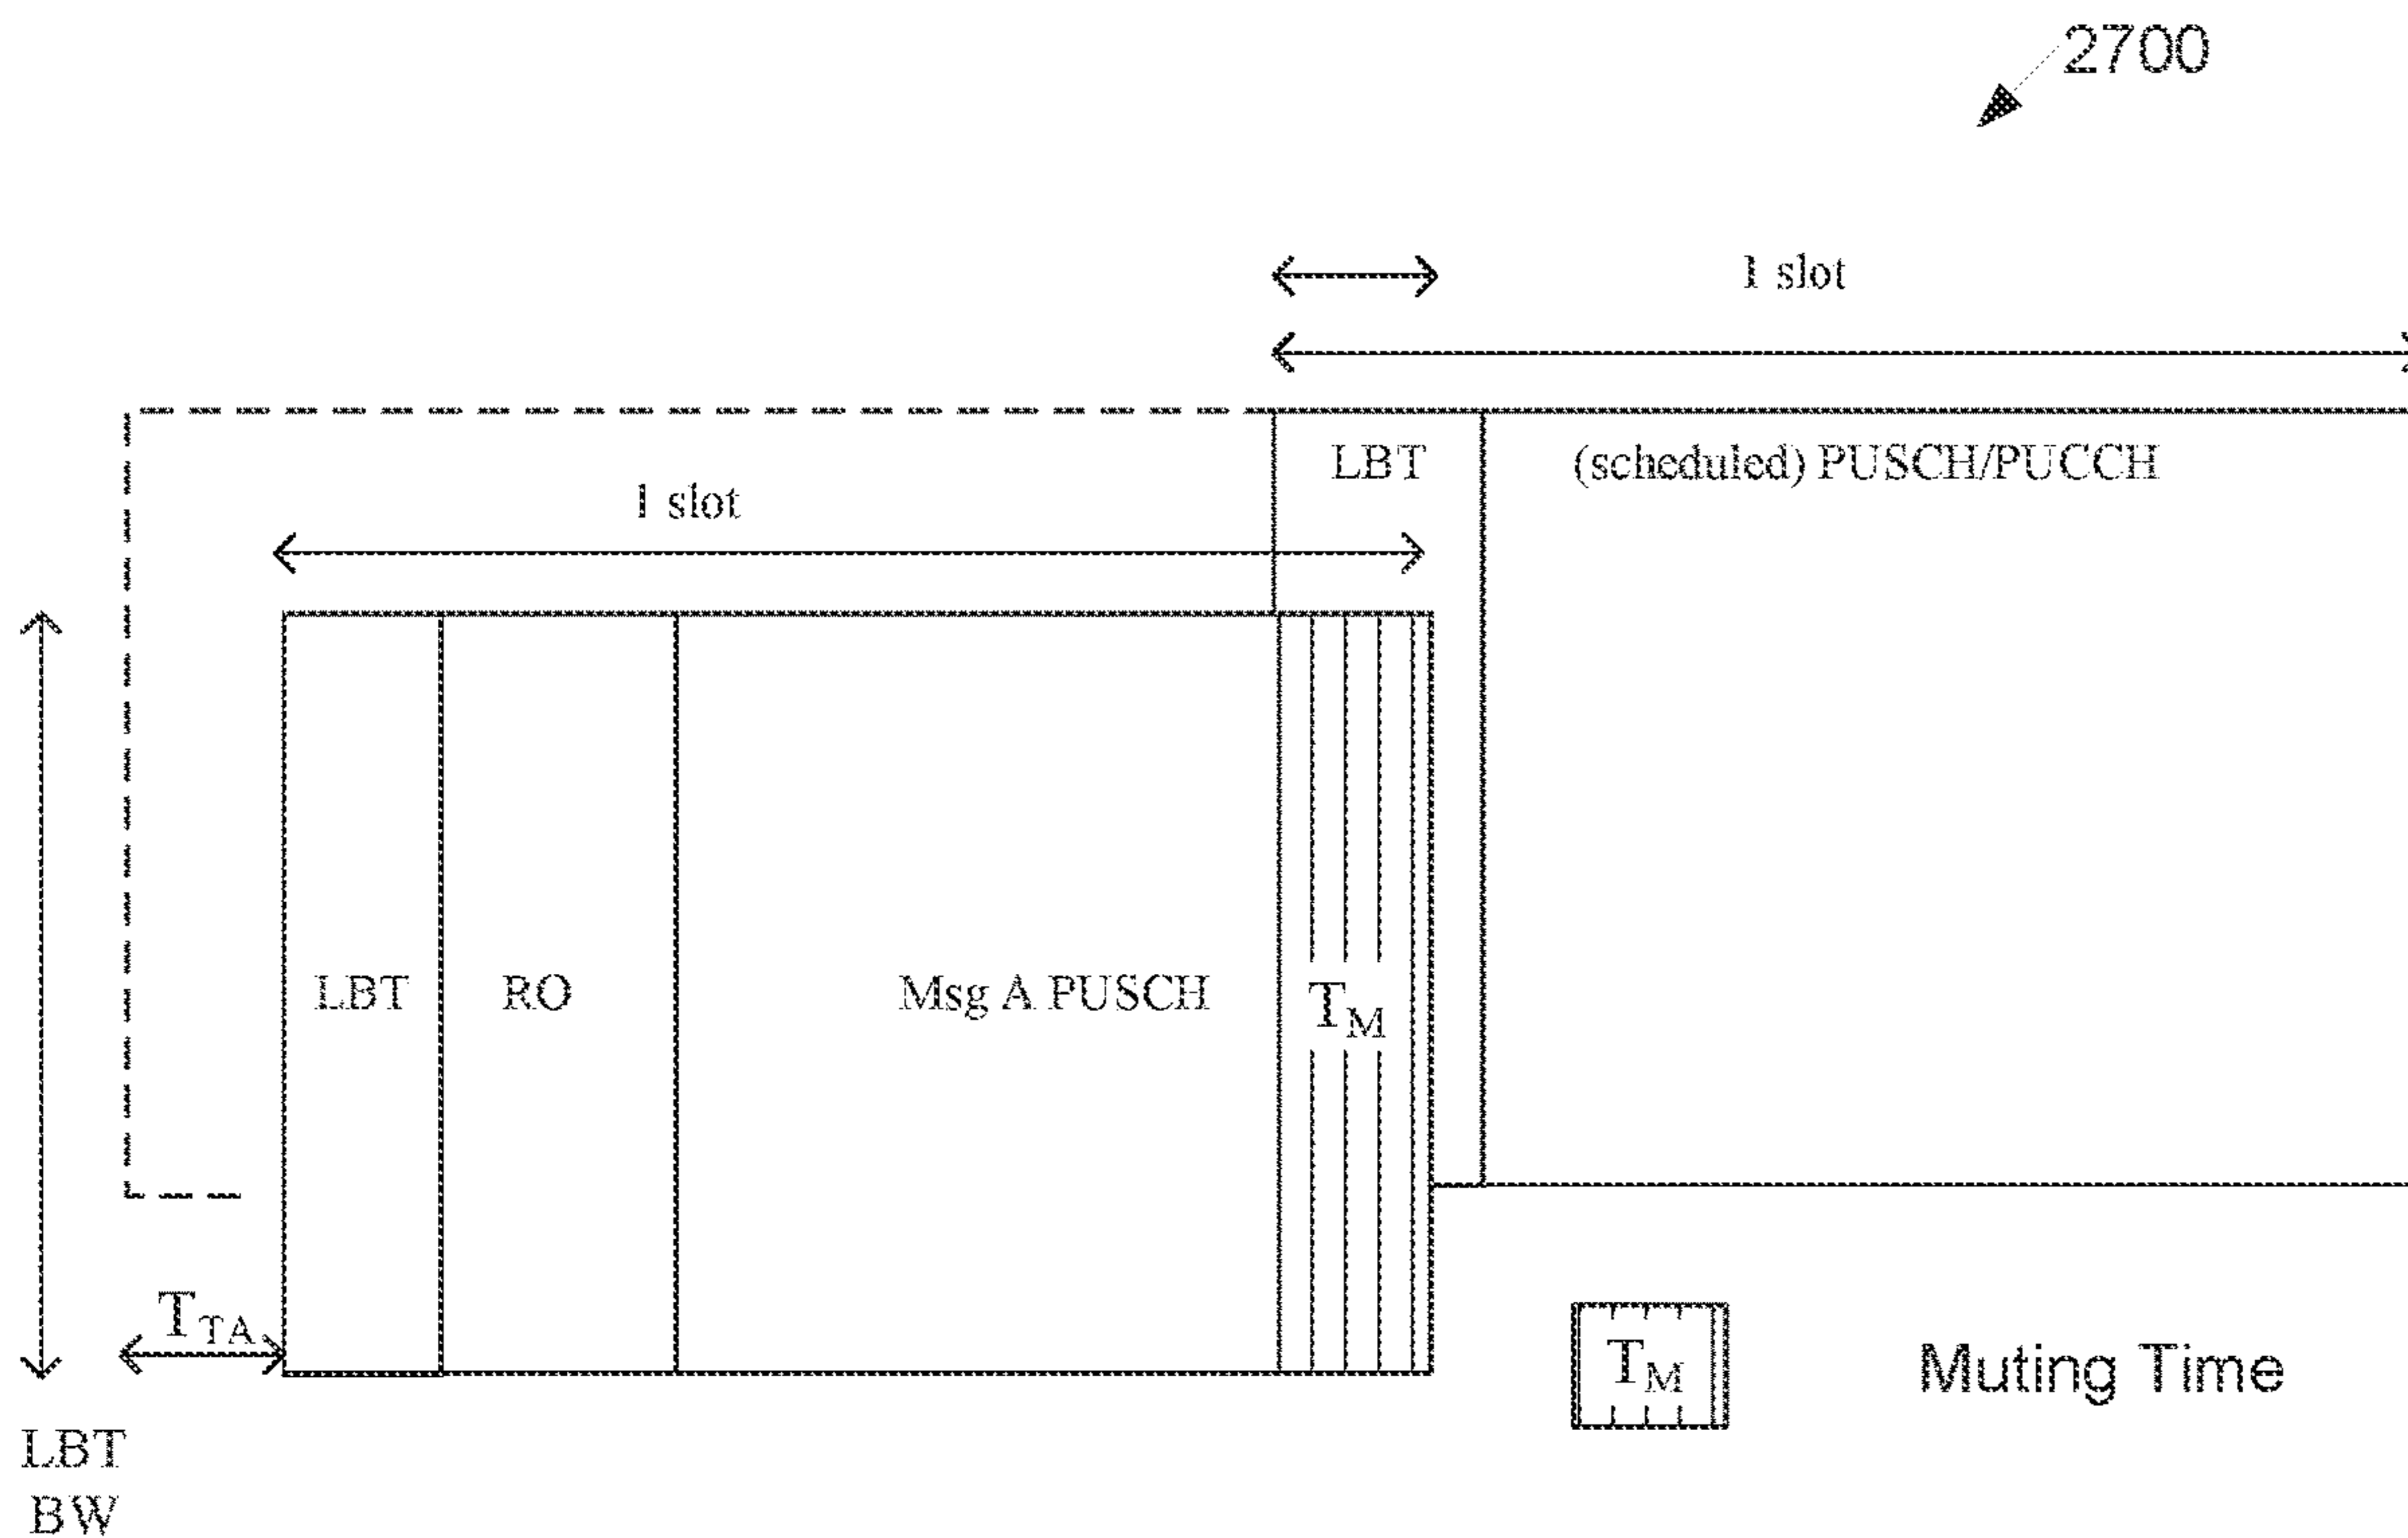 2700
1 slot
LBT
(scheduled) PUSCH/PUCCH
1 slot
LBT
RO
Msg A PUSCH
TM
TTA
TM
Muting Time
LBT
BW